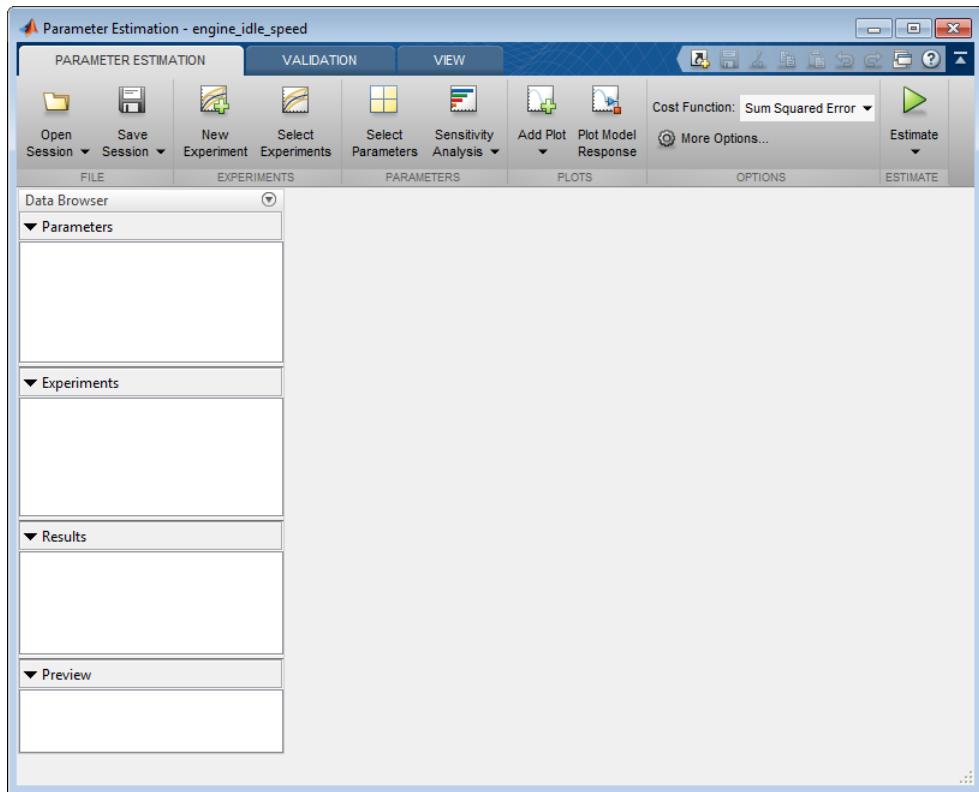 Parameter Estimation - engine_idle_speed
PARAMETER ESTIMATION VALIDATION VIEW
Open Session Save Session New Experiment Select Experiments Select Parameters Sensitivity Analysis Add Plot Plot Model Response Cost Function: Sum Squared Error Estimate
More Options...
FILE EXPERIMENTS PARAMETERS PLOTS OPTIONS ESTIMATE
Data Browser
Parameters
Experiments
Results
Preview